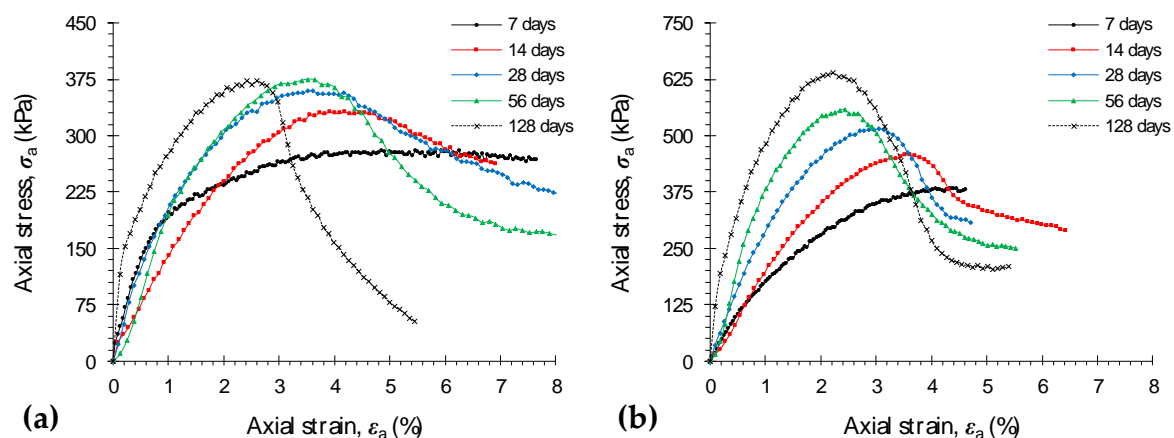 450
375
300
225
150
75
0
Axial stress, σa (kPa)
0 1 2 3 4 5 6 7 8
Axial strain, εa (%)
7 days
14 days
28 days
56 days
128 days
(a)
750
625
500
375
250
125
0
Axial stress, σa (kPa)
0 1 2 3 4 5 6 7 8
Axial strain, εa (%)
7 days
14 days
28 days
56 days
128 days
(b)